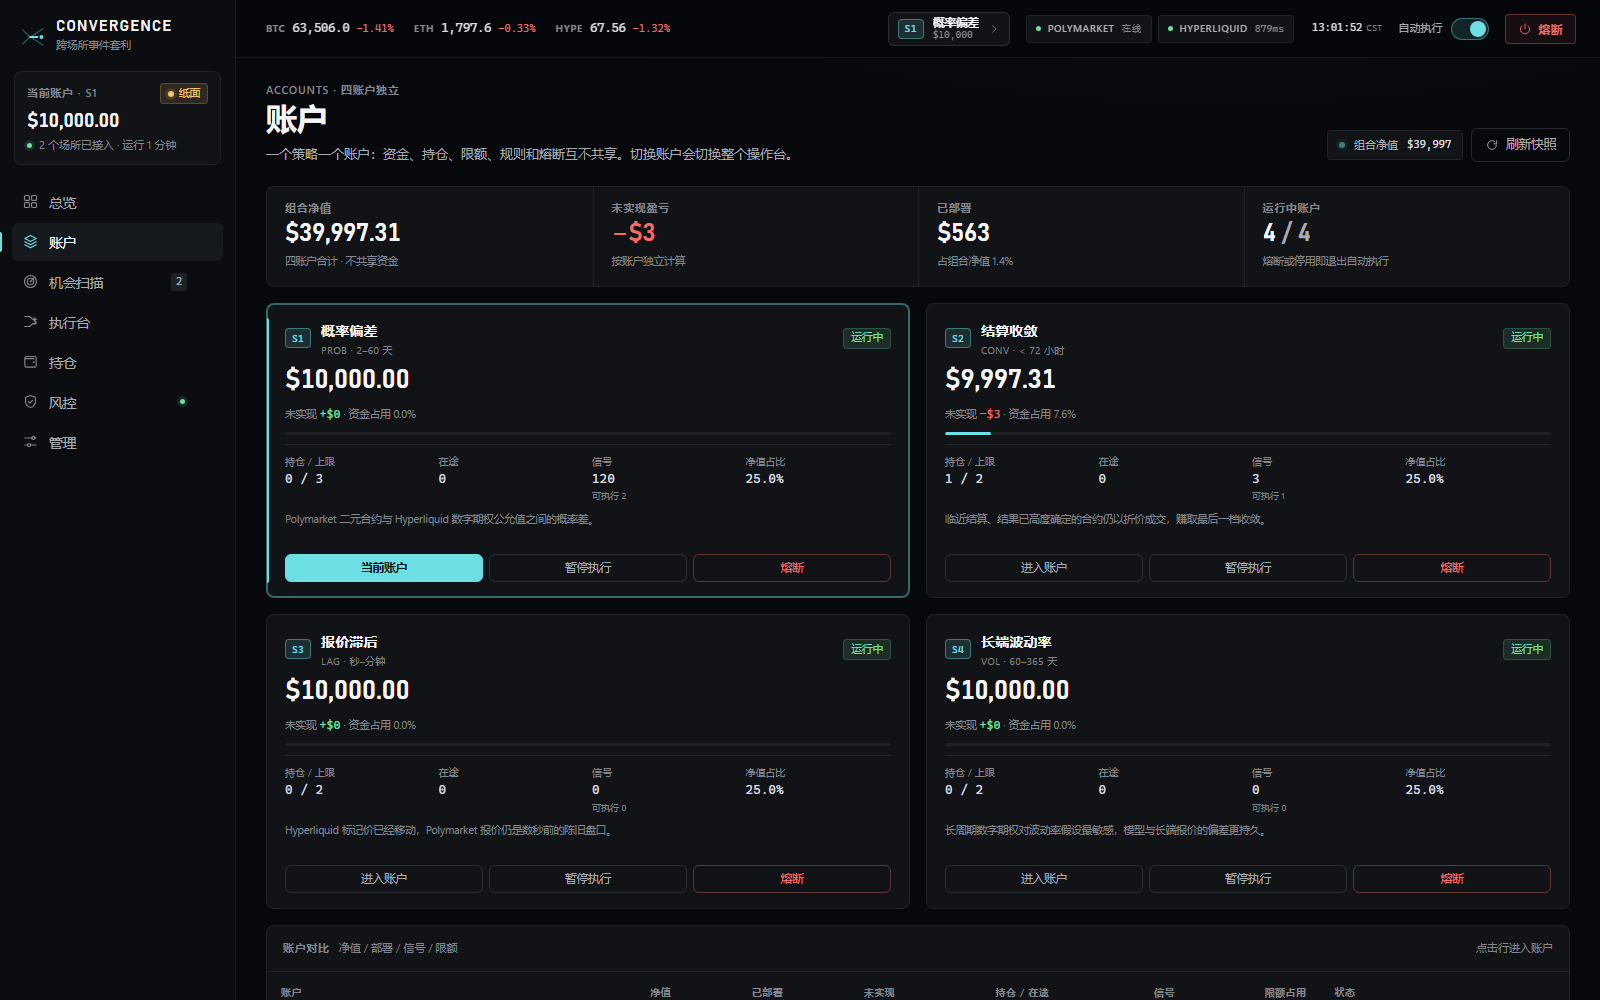 CONVERGENCE
跨场所事件套利
当前账户 · S1
纸面
$10,000.00
2 个场所已接入 · 运行 1 分钟
总览
账户
机会扫描
2
执行台
持仓
风控
管理
BTC 63,506.0 −1.41% ETH 1,797.6 −0.33% HYPE 67.56 −1.32%
S1 概率偏差 $10,000
POLYMARKET 在线
HYPERLIQUID 879ms
13:01:52 CST
自动执行
熔断
ACCOUNTS · 四账户独立
账户
一个策略一个账户：资金、持仓、限额、规则和熔断互不共享。切换账户会切换整个操作台。
组合净值 $39,997
刷新快照
组合净值
$39,997.31
四账户合计 · 不共享资金
未实现盈亏
−$3
按账户独立计算
已部署
$563
占组合净值 1.4%
运行中账户
4 / 4
熔断或停用即退出自动执行
S1 概率偏差
PROB · 2–60 天
运行中
$10,000.00
未实现 +$0 · 资金占用 0.0%
持仓 / 上限 在途 信号 净值占比
0 / 3 0 120 25.0%
可执行 2
Polymarket 二元合约与 Hyperliquid 数字期权公允值之间的概率差。
当前账户 暂停执行 熔断
S2 结算收敛
CONV · < 72 小时
运行中
$9,997.31
未实现 −$3 · 资金占用 7.6%
持仓 / 上限 在途 信号 净值占比
1 / 2 0 3 25.0%
可执行 1
临近结算、结果已高度确定的合约仍以折价成交，赚取最后一档收敛。
进入账户 暂停执行 熔断
S3 报价滞后
LAG · 秒–分钟
运行中
$10,000.00
未实现 +$0 · 资金占用 0.0%
持仓 / 上限 在途 信号 净值占比
0 / 2 0 0 25.0%
可执行 0
Hyperliquid 标记价已经移动，Polymarket 报价仍是数秒前的陈旧盘口。
进入账户 暂停执行 熔断
S4 长端波动率
VOL · 60–365 天
运行中
$10,000.00
未实现 +$0 · 资金占用 0.0%
持仓 / 上限 在途 信号 净值占比
0 / 2 0 0 25.0%
可执行 0
长周期数字期权对波动率假设最敏感，模型与长端报价的偏差更持久。
进入账户 暂停执行 熔断
账户对比 净值 / 部署 / 信号 / 限额
点击行进入账户
账户 净值 已部署 未实现 持仓 / 在途 信号 限额占用 状态